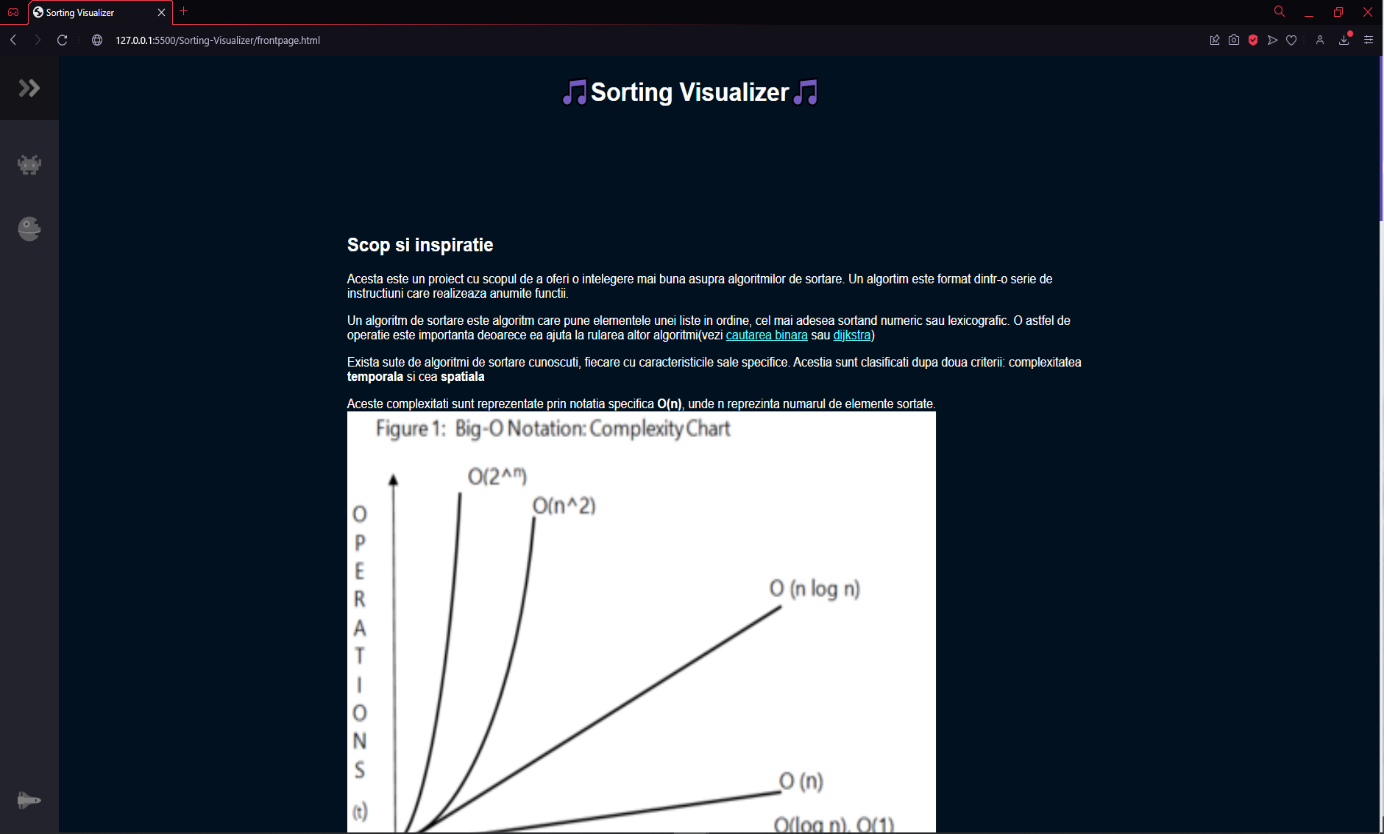 Sorting Visualizer
127.0.0.1:5500/Sorting-Visualizer/frontpage.html
🎵Sorting Visualizer🎵
Scop si inspiratie
Acesta este un proiect cu scopul de a oferi o intelegere mai buna asupra algoritmilor de sortare. Un algortim este format dintr-o serie de
instructiuni care realizeaza anumite functii.
Un algoritm de sortare este algoritm care pune elementele unei liste in ordine, cel mai adesea sortand numeric sau lexicografic. O astfel de
operatie este importanta deoarece ea ajuta la rularea altor algoritmi(vezi cautarea binara sau dijkstra)
Exista sute de algoritmi de sortare cunoscuti, fiecare cu caracteristicile sale specifice. Acestia sunt clasificati dupa doua criterii: complexitatea
temporala si cea spatiala
Aceste complexitati sunt reprezentate prin notatia specifica O(n), unde n reprezinta numarul de elemente sortate.
Figure 1: Big-O Notation: Complexity Chart
O(2^n)
O(n^2)
O (n log n)
O (n)
O(log n), O(1)
O
P
E
R
A
T
I
O
N
S
(t)